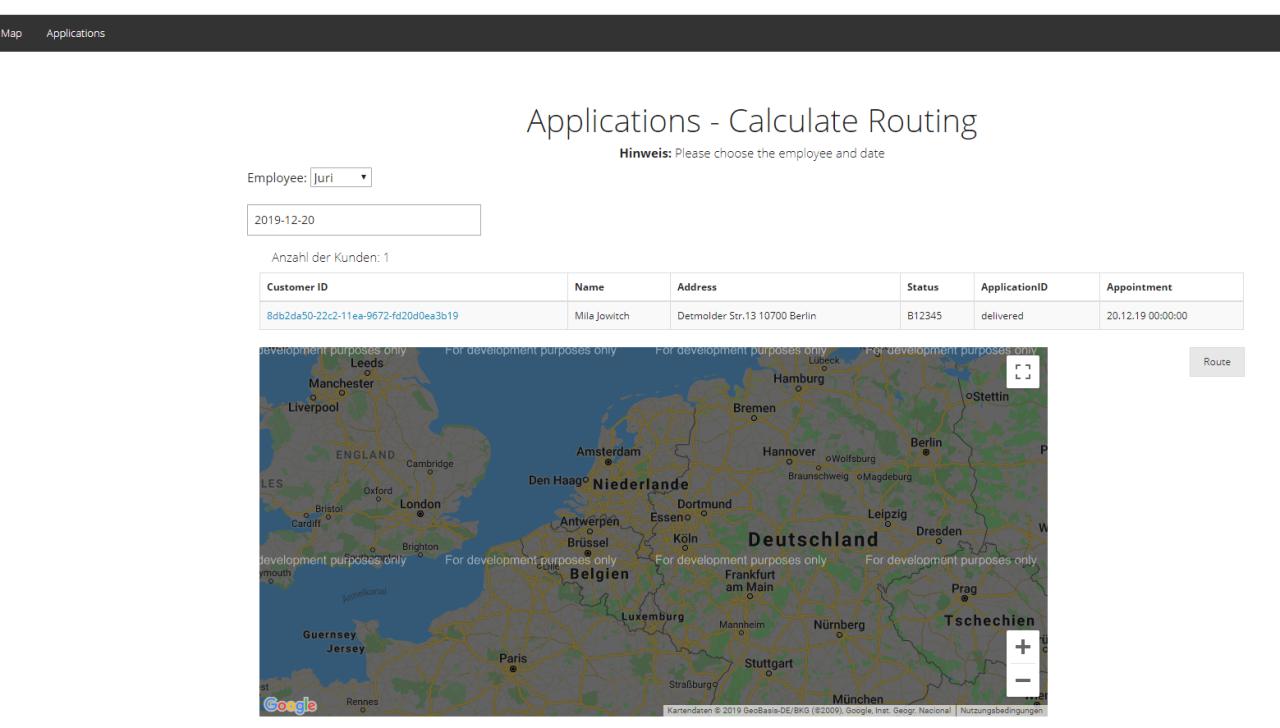 Map Applications
Applications - Calculate Routing
Hinweis: Please choose the employee and date
Employee: Juri
2019-12-20
Anzahl der Kunden: 1
Customer ID Name Address Status ApplicationID Appointment
8db2da50-22c2-11ea-9672-fd20d0ea3b19 Mila Jowitch Detmolder Str.13 10700 Berlin B12345 delivered 20.12.19 00:00:00
development purposes only For development purposes only For development purposes only For development purposes only
Route
Leeds
Lübeck
Manchester
Hamburg
Liverpool
Stettin
Bremen
ENGLAND
Cambridge
Amsterdam
Hannover
Wolfsburg
Berlin
Den Haag
Niederlande
Braunschweig
Magdeburg
LES
Oxford
London
Bristol
Cardiff
Dortmund
Essen
Antwerpen
Leipzig
Brüssel
Köln
Deutschland
Dresden
Brighton
Southampton
development purposes only For development purposes only For development purposes only For development purposes only
Lille
ymouth
Belgien
Frankfurt
am Main
Prag
Ärmelkanal
Luxemburg
Mannheim
Nürnberg
Tschechien
Guernsey
Jersey
Paris
Stuttgart
Straßburg
Rennes
München
Google
Kartendaten © 2019 GeoBasis-DE/BKG (©2009), Google, Inst. Geogr. Nacional Nutzungsbedingungen